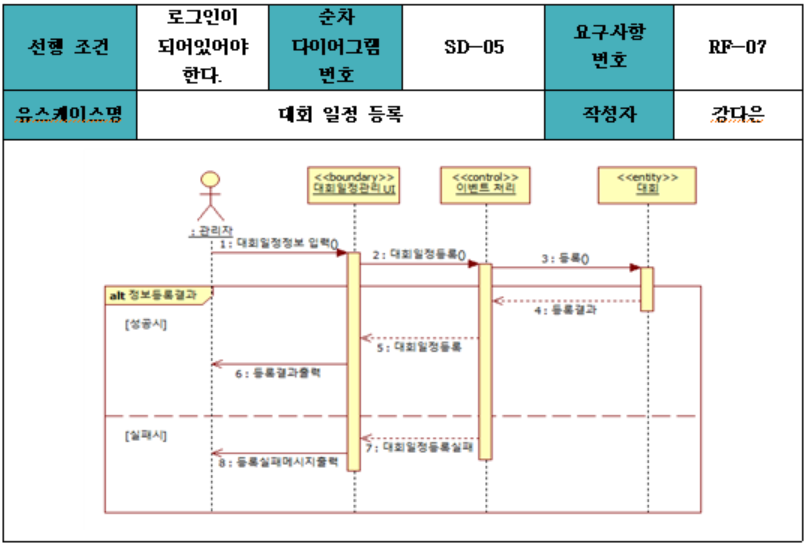 선행 조건
로그인이
되어있어야
한다.
순차
다이어그램
번호
SD-05
요구사항
번호
RF-07
유스케이스명
대회 일정 등록
작성자
강다은
<<boundary>>
대회일정관리 UI
<<control>>
이벤트 처리
<<entity>>
대회
: 관리자
1 : 대회일정정보 입력()
2 : 대회일정등록()
3 : 등록()
alt 정보등록결과
4 : 등록결과
[성공시]
5 : 대회일정등록
6 : 등록결과출력
[실패시]
7 : 대회일정등록실패
8 : 등록실패메시지출력